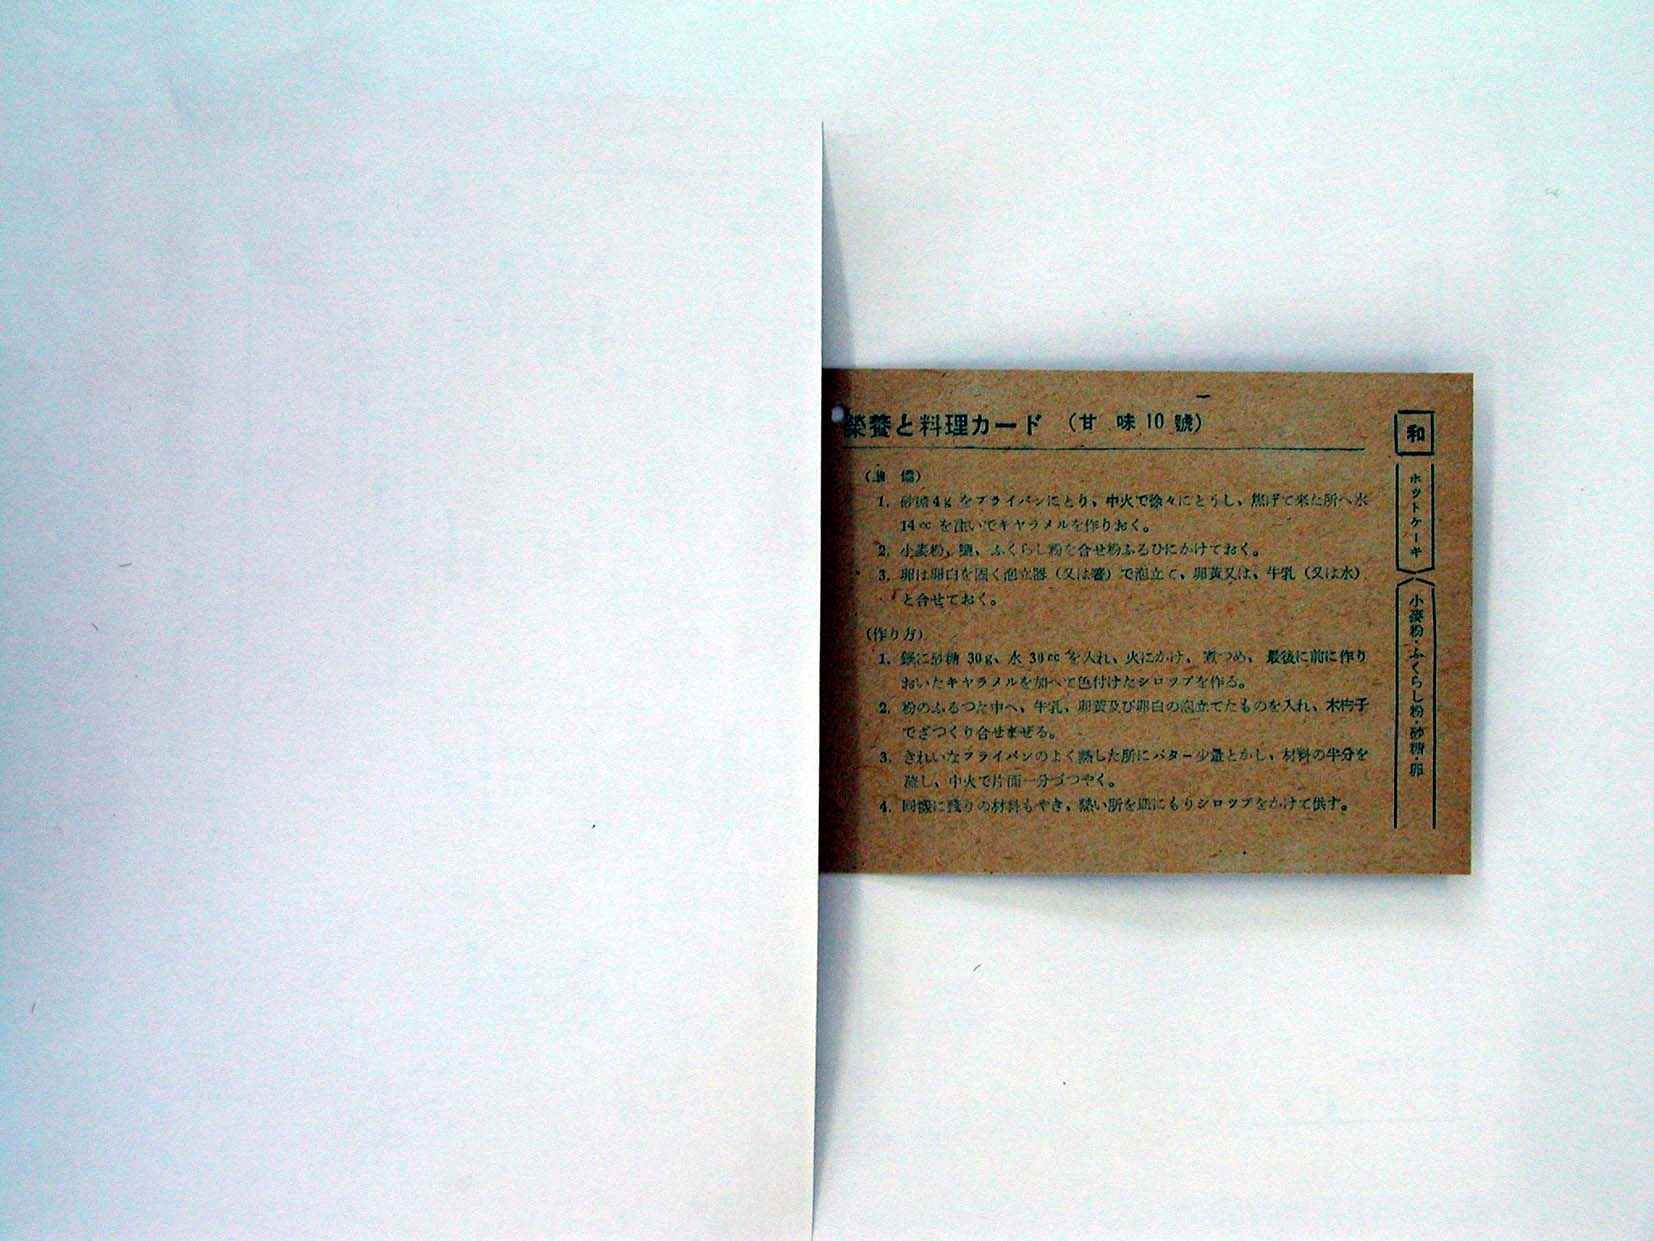 榮養と料理カード （甘 味 10 號）
（準 備）
1. 砂糖4g をフライパンにとり、中火で徐々にとうし、焦げて来た所へ水
14cc を注いでキヤラメルを作りおく。
2. 小麥粉、鹽、ふくらし粉を合せ粉ふるひにかけておく。
3. 卵は卵白を固く泡立器（又は箸）で泡立て、卵黃又は、牛乳（又は水）
と合せておく。
（作り方）
1. 鍋に砂糖 30g、水 30cc を入れ、火にかけ、煮つめ、最後に前に作り
おいたキヤラメルを加へて色付けたシロツプを作る。
2. 粉のふるつた中へ、牛乳、卵黃及び卵白の泡立てたものを入れ、木杓子
でざつくり合せまぜる。
3. きれいなフライパンのよく熱した所にバター少量とかし、材料の半分を
流し、中火で片面一分づつやく。
4. 同樣に殘りの材料もやき、熱い所を皿にもりシロツプをかけて供す。
和
ホツトケーキ
小麥粉・ふくらし粉・砂糖・卵